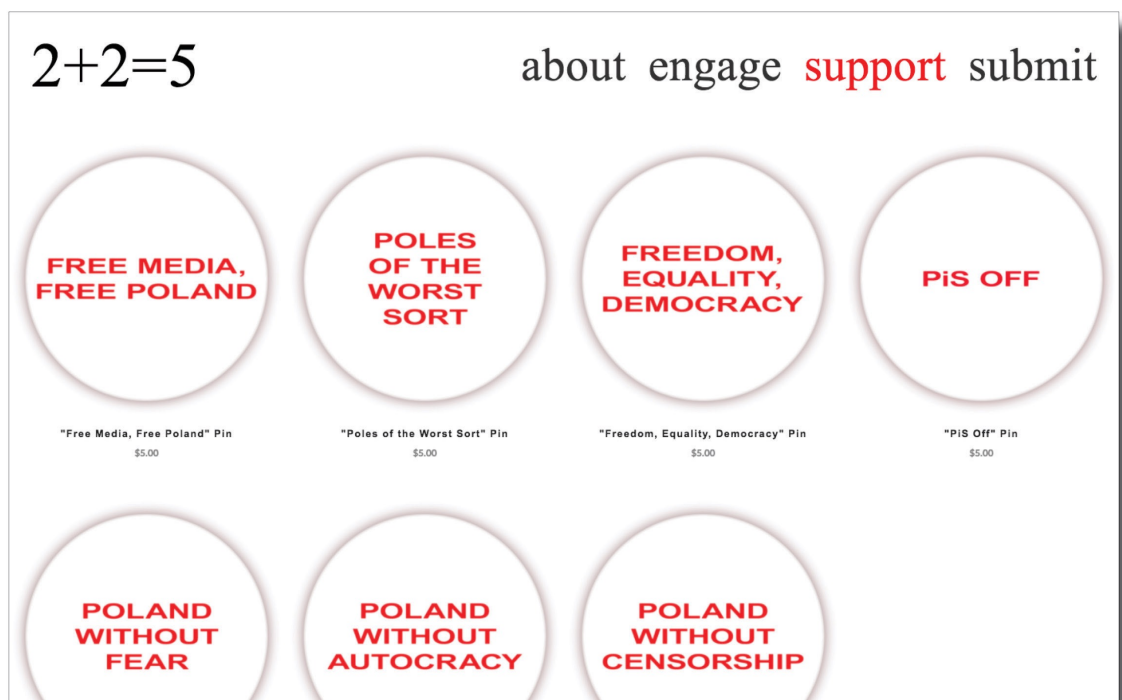 2+2=5
about engage support submit
FREE MEDIA,
FREE POLAND
POLES
OF THE
WORST
SORT
FREEDOM,
EQUALITY,
DEMOCRACY
PiS OFF
"Free Media, Free Poland" Pin
$5.00
"Poles of the Worst Sort" Pin
$5.00
"Freedom, Equality, Democracy" Pin
$5.00
"PiS Off" Pin
$5.00
POLAND
WITHOUT
FEAR
POLAND
WITHOUT
AUTOCRACY
POLAND
WITHOUT
CENSORSHIP